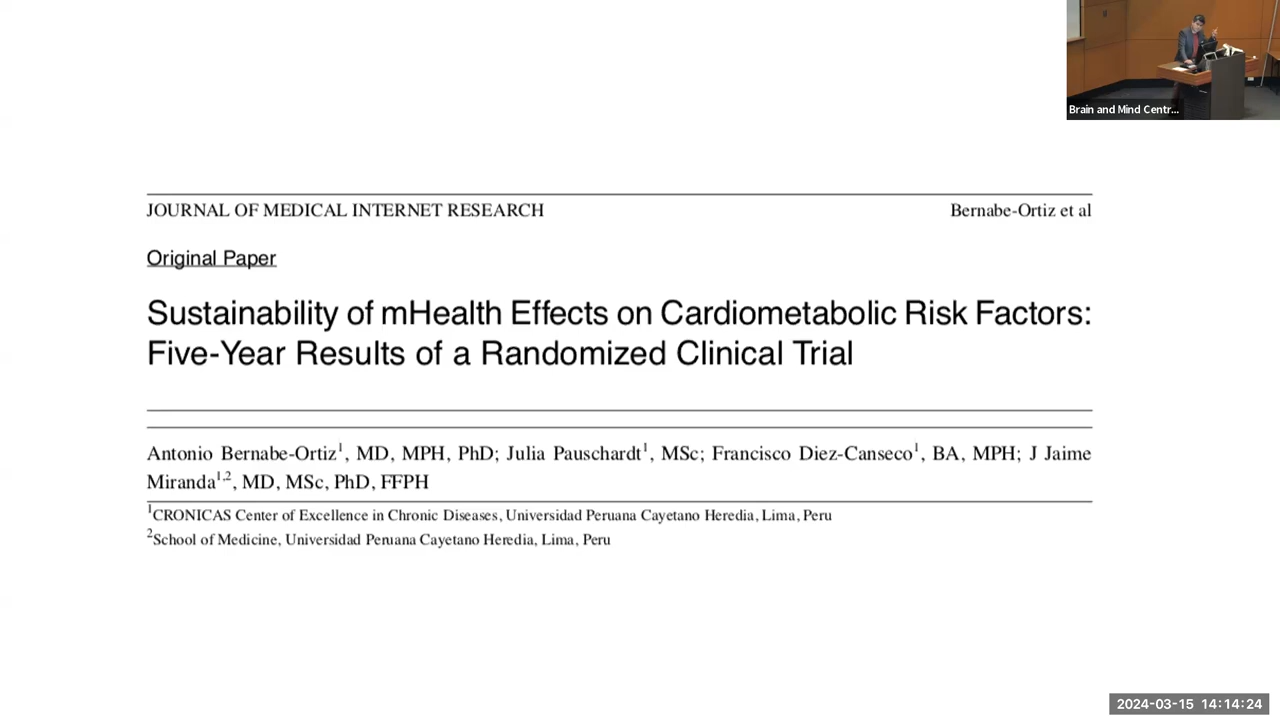 Brain and Mind Centr...
JOURNAL OF MEDICAL INTERNET RESEARCH Bernabe-Ortiz et al
Original Paper
Sustainability of mHealth Effects on Cardiometabolic Risk Factors:
Five-Year Results of a Randomized Clinical Trial
Antonio Bernabe-Ortiz1, MD, MPH, PhD; Julia Pauschardt1, MSc; Francisco Diez-Canseco1, BA, MPH; J Jaime
Miranda1,2, MD, MSc, PhD, FFPH
1CRONICAS Center of Excellence in Chronic Diseases, Universidad Peruana Cayetano Heredia, Lima, Peru
2School of Medicine, Universidad Peruana Cayetano Heredia, Lima, Peru
2024-03-15 14:14:24